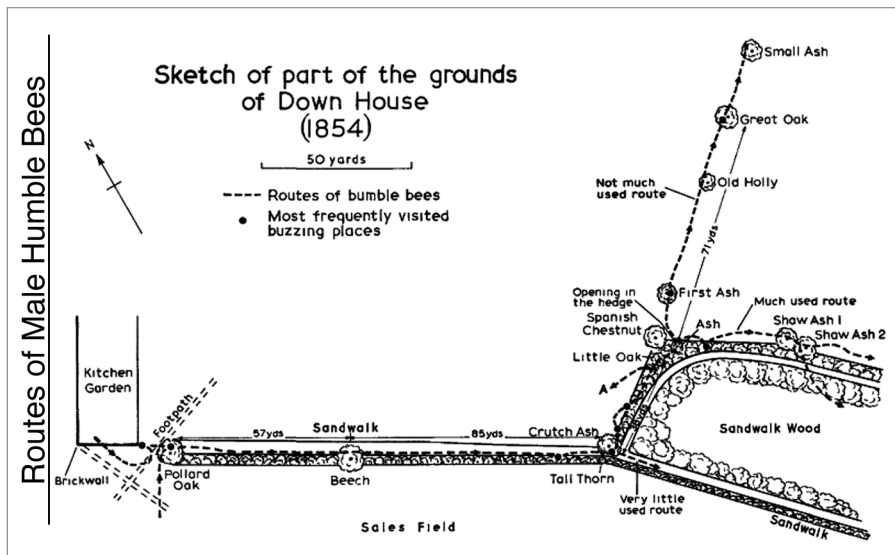 Routes of Male Humble Bees
Sketch of part of the grounds
of Down House
(1854)
50 yards
N
Routes of bumble bees
Most frequently visited
buzzing places
Small Ash
Great Oak
Old Holly
Not much
used route
71 yds
First Ash
Opening in
the hedge
Spanish
Chestnut
Ash
Much used route
Shaw Ash 1
Shaw Ash 2
Little Oak
A
Kitchen
Garden
Footpath
57yds
Sandwalk
85yds
Crutch Ash
Sandwalk Wood
Brickwall
Pollard
Oak
Beech
Tall Thorn
Very little
used route
Sandwalk
Sales Field